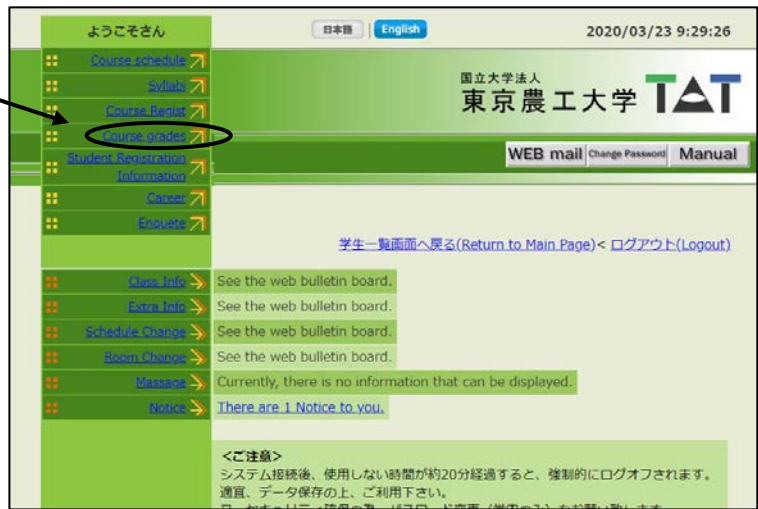 ようこそさん
日本語 | English
2020/03/23 9:29:26
Course schedule
Syllabi
Course Regist
Course grades
Student Registration
Information
Career
Enquete
国立大学法人
東京農工大学 TAT
WEB mail Change Password Manual
学生一覧画面へ戻る(Return to Main Page)< ログアウト(Logout)
Class Info See the web bulletin board.
Extra Info See the web bulletin board.
Schedule Change See the web bulletin board.
Room Change See the web bulletin board.
Massage Currently, there is no information that can be displayed.
Notice There are 1 Notice to you.
<ご注意>
システム接続後、使用しない時間が約20分経過すると、強制的にログオフされます。
適宜、データ保存の上、ご利用下さい。